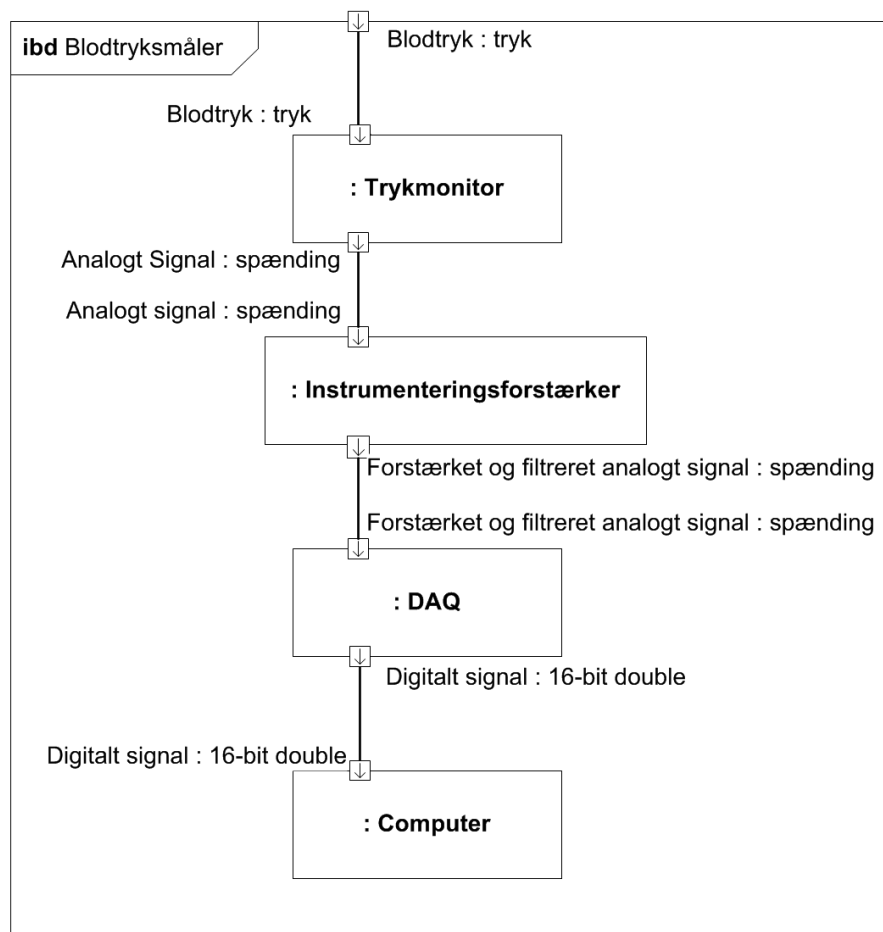 ibd Blodtryksmåler
Blodtryk : tryk
Blodtryk : tryk
: Trykmonitor
Analogt Signal : spænding
Analogt signal : spænding
: Instrumenteringsforstærker
Forstærket og filtreret analogt signal : spænding
Forstærket og filtreret analogt signal : spænding
: DAQ
Digitalt signal : 16-bit double
Digitalt signal : 16-bit double
: Computer